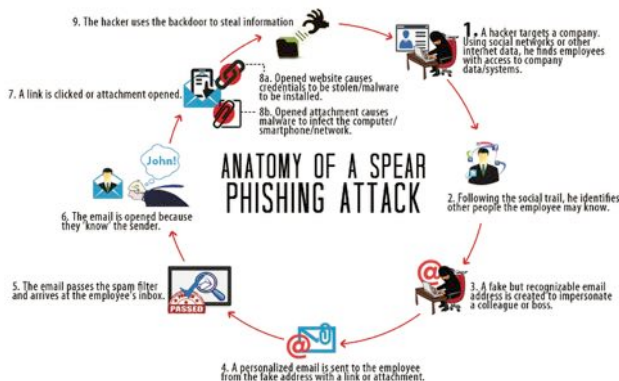 ANATOMY OF A SPEAR
PHISHING ATTACK
1. A hacker targets a company.
Using social networks or other
internet data, he finds employees
with access to company
data/systems.
2. Following the social trail, he identifies
other people the employee may know.
3. A fake but recognizable email
address is created to impersonate
a colleague or boss.
4. A personalized email is sent to the employee
from the fake address with a link or attachment.
5. The email passes the spam filter
and arrives at the employee's inbox.
PASSED
6. The email is opened because
they "know" the sender.
John!
7. A link is clicked or attachment opened.
8a. Opened website causes
credentials to be stolen/malware
to be installed.
8b. Opened attachment causes
malware to infect the computer/
smartphone/network.
9. The hacker uses the backdoor to steal information